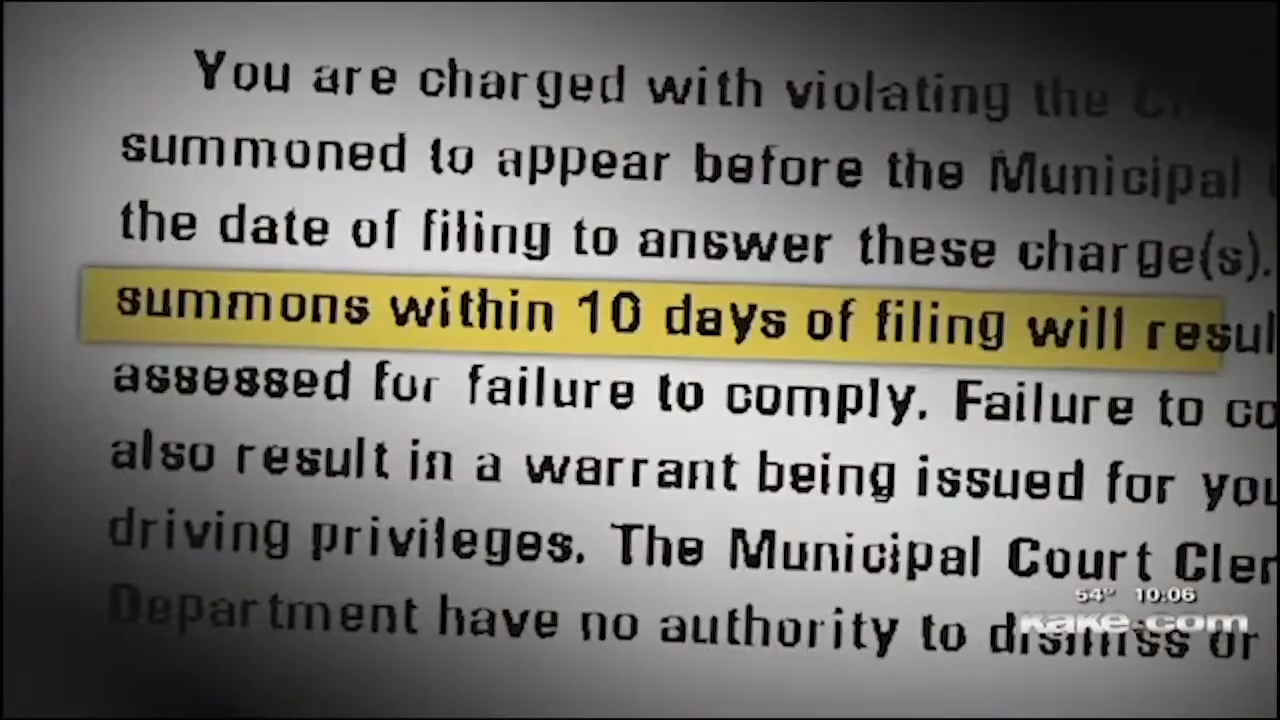 You are charged with violating the
summoned to appear before the Municipal
the date of filing to answer these charge(s).
summons within 10 days of filing will resul
assessed for failure to comply. Failure to co
also result in a warrant being issued for you
driving privileges. The Municipal Court Cler
Department have no authority to dismiss or
54° 10:06
kake.com